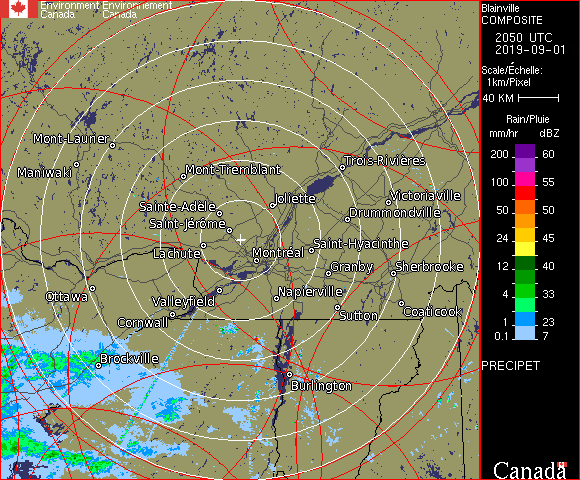 Environment Environnement
Canada Canada
Blainville
COMPOSITE
2050 UTC
2019-09-01
Scale/Échelle:
1km/Pixel
40 KM
Rain/Pluie
mm/hr dBZ
200 60
150 57
100 55
50 50
24 45
12 40
4 33
1 23
0.1 7
PRECIPET
Canada
Mont-Laurier
Maniwaki
Mont-Tremblant
Trois-Rivières
Joliette
Victoriaville
Sainte-Adèle
Drummondville
Saint-Jérôme
Lachute
Saint-Hyacinthe
Montréal
Granby
Sherbrooke
Ottawa
Valleyfield
Napierville
Coaticook
Sutton
Cornwall
Brockville
Burlington